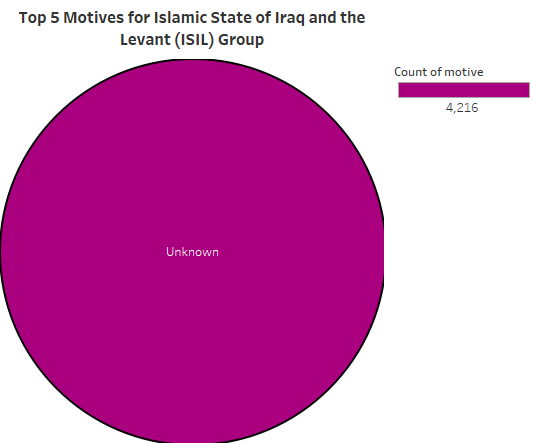 Top 5 Motives for Islamic State of Iraq and the
Levant (ISIL) Group
Count of motive
4,216
Unknown